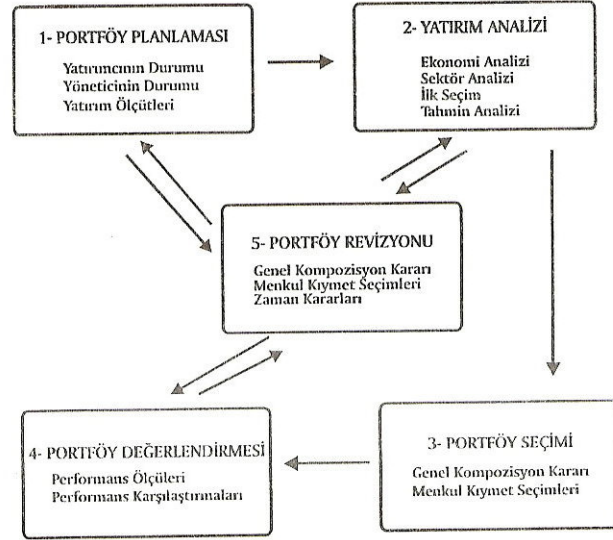 1- PORTFÖY PLANLAMASI
Yatırımcının Durumu
Yöneticinin Durumu
Yatırım Ölçütleri
2- YATIRIM ANALİZİ
Ekonomi Analizi
Sektör Analizi
İlk Seçim
Tahmin Analizi
5- PORTFÖY REVİZYONU
Genel Kompozisyon Kararı
Menkul Kıymet Seçimleri
Zaman Kararları
4- PORTFÖY DEĞERLENDİRMESİ
Performans Ölçüleri
Performans Karşılaştırmaları
3- PORTFÖY SEÇİMİ
Genel Kompozisyon Kararı
Menkul Kıymet Seçimleri